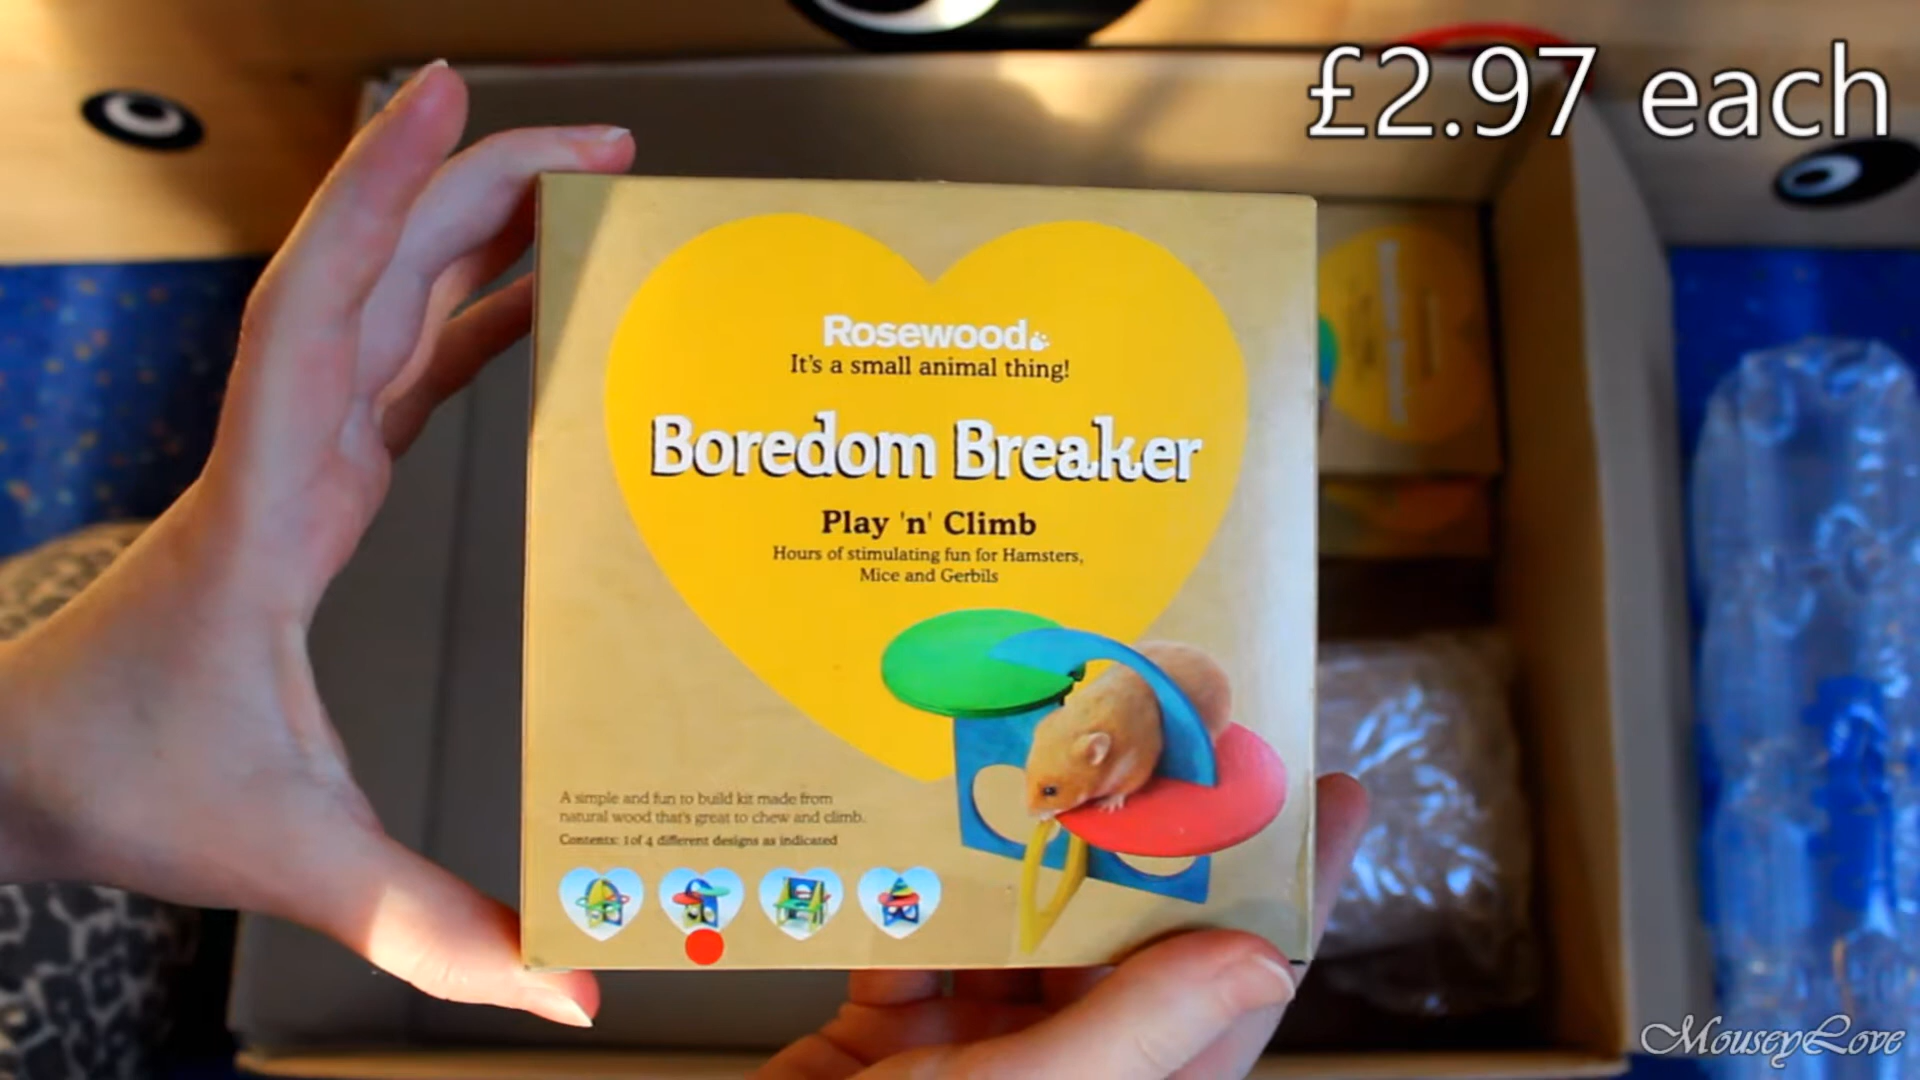 £2.97 each
Rosewood
It's a small animal thing!
Boredom Breaker
Play 'n' Climb
Hours of stimulating fun for Hamsters,
Mice and Gerbils
A simple and fun to build kit made from
natural wood that's great to chew and climb.
Contents: 1 of 4 different designs as indicated
MouseyLove